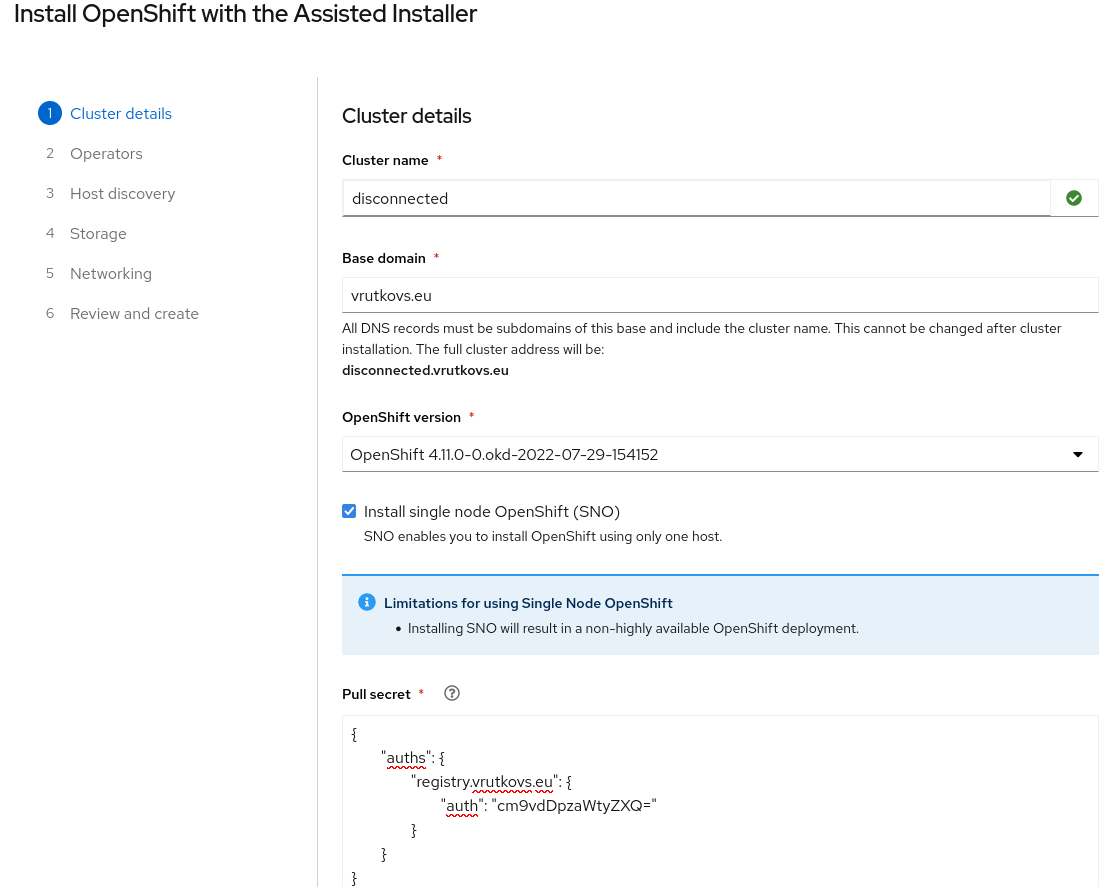 Install OpenShift with the Assisted Installer
1 Cluster details
2 Operators
3 Host discovery
4 Storage
5 Networking
6 Review and create
Cluster details
Cluster name *
disconnected
Base domain *
vrutkovs.eu
All DNS records must be subdomains of this base and include the cluster name. This cannot be changed after cluster
installation. The full cluster address will be:
disconnected.vrutkovs.eu
OpenShift version *
OpenShift 4.11.0-0.okd-2022-07-29-154152
Install single node OpenShift (SNO)
SNO enables you to install OpenShift using only one host.
Limitations for using Single Node OpenShift
• Installing SNO will result in a non-highly available OpenShift deployment.
Pull secret *
{
"auths": {
"registry.vrutkovs.eu": {
"auth": "cm9vdDpzaWtyZXQ="
}
}
}